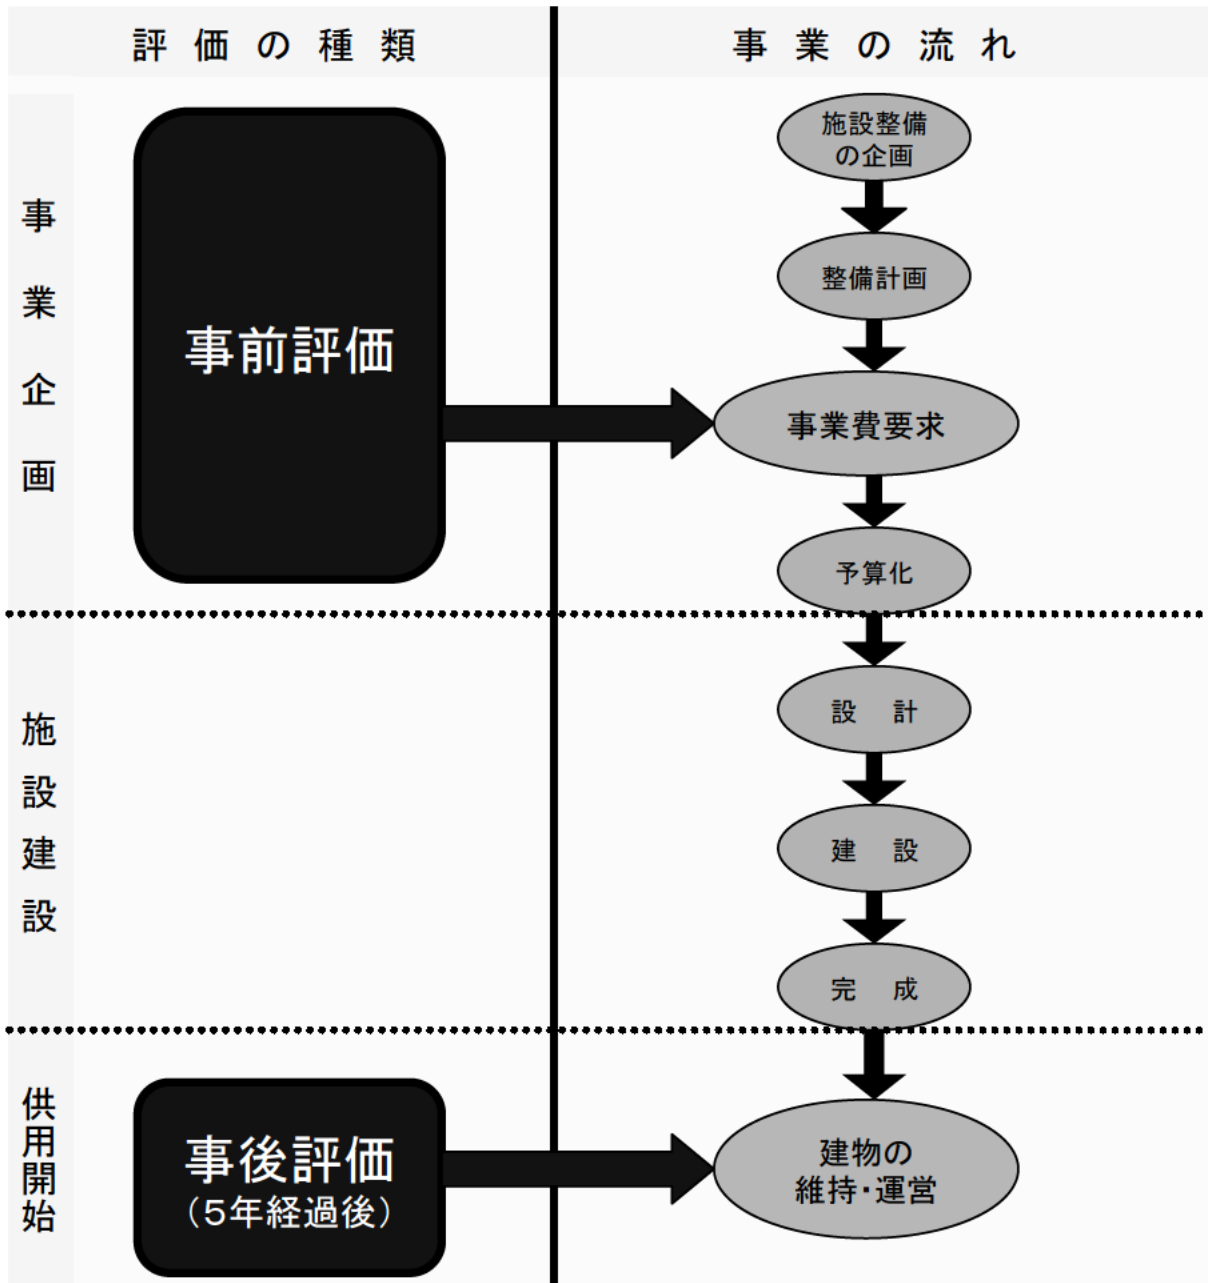 評価の種類
事業の流れ
事業企画
事前評価
施設整備
の企画
整備計画
事業費要求
予算化
施設建設
設 計
建 設
完 成
供用開始
事後評価
（5年経過後）
建物の
維持・運営